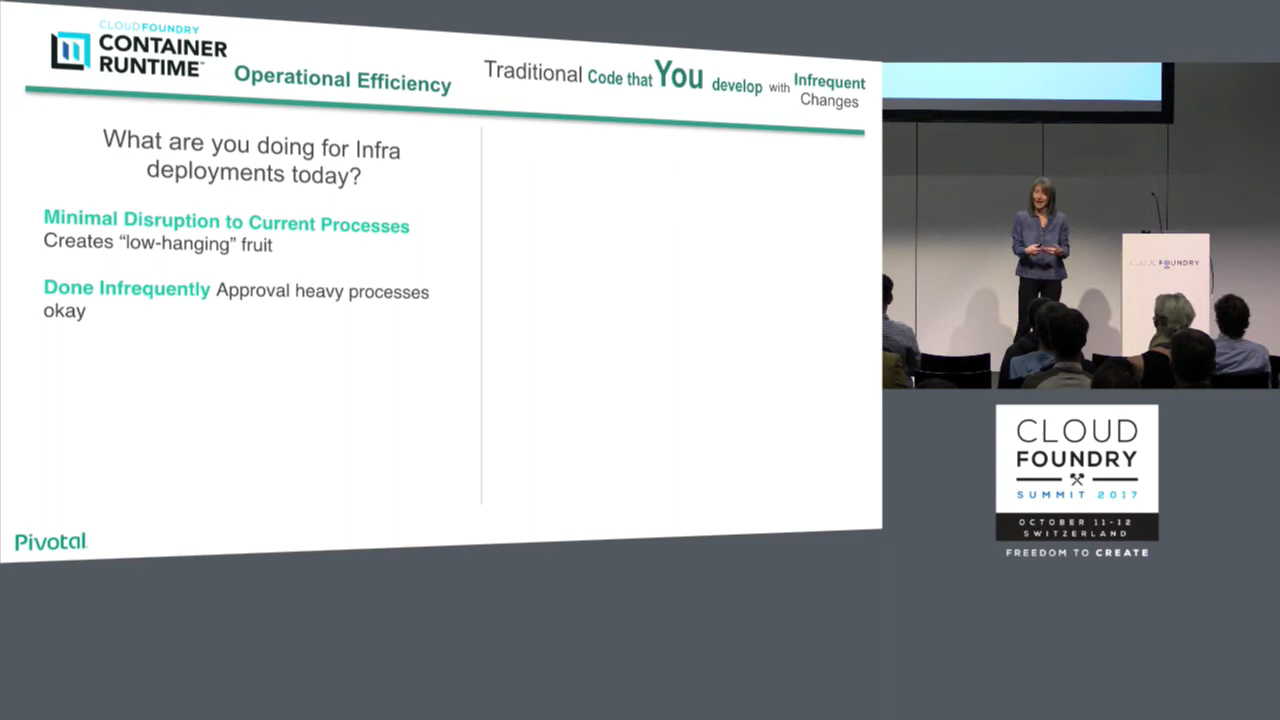 CLOUDFOUNDRY
CONTAINER
RUNTIME™
Operational Efficiency
Traditional Code that You develop with Infrequent
Changes
What are you doing for Infra
deployments today?
Minimal Disruption to Current Processes
Creates “low-hanging” fruit
Done Infrequently Approval heavy processes
okay
Pivotal
CLOUD FOUNDRY
CLOUD
FOUNDRY
SUMMIT 2017
OCTOBER 11-12
SWITZERLAND
FREEDOM TO CREATE